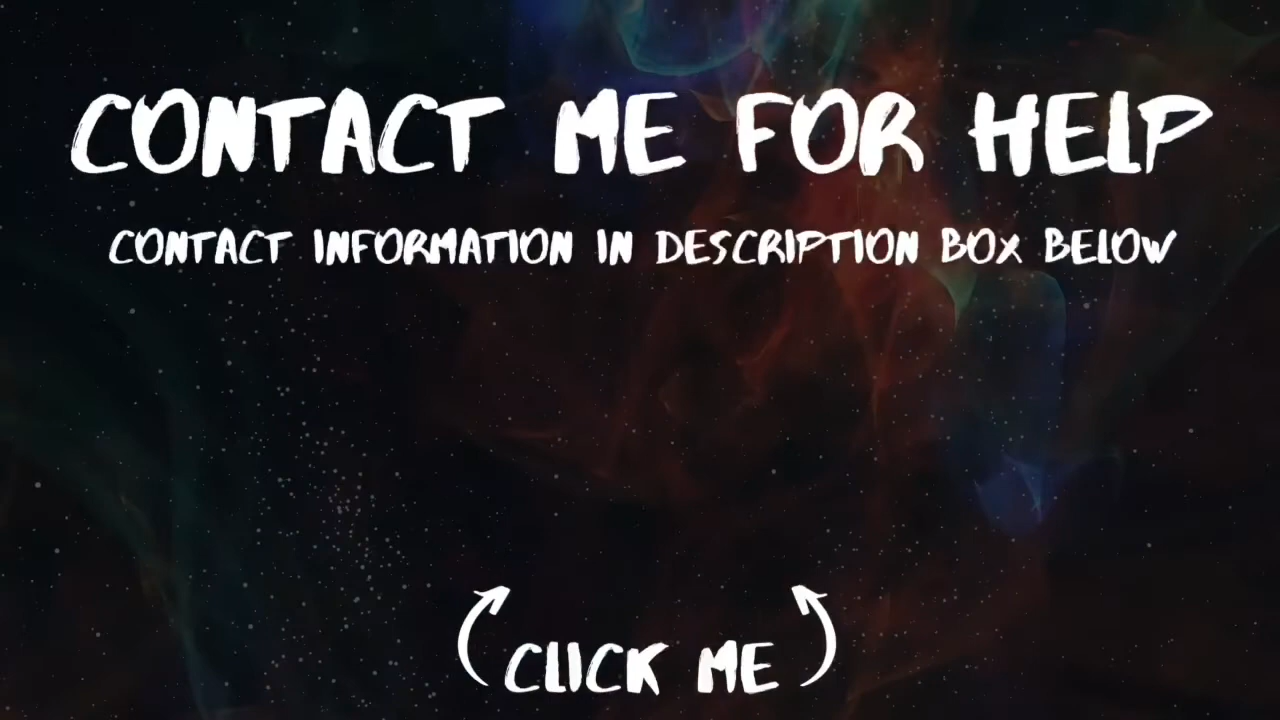 CONTACT ME FOR HELP
CONTACT INFORMATION IN DESCRIPTION BOX BELOW
CLICK ME